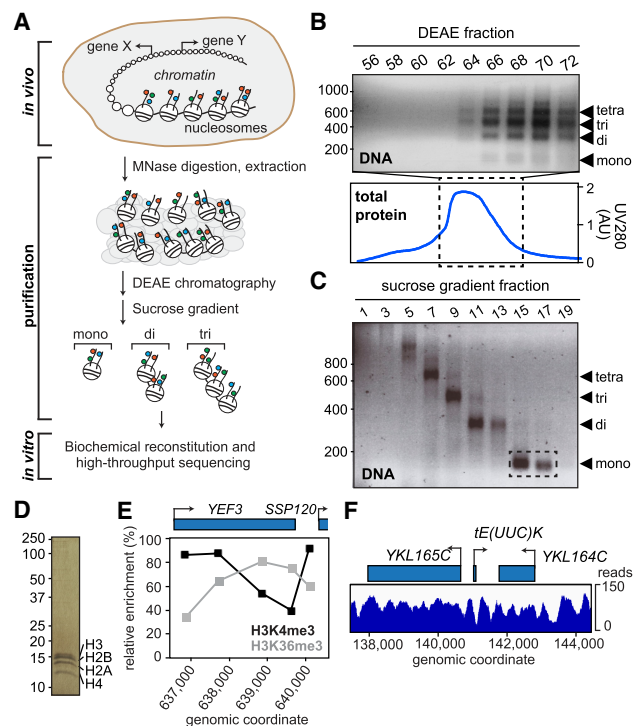 A
in vivo
gene X
gene Y
chromatin
nucleosomes
purification
MNase digestion, extraction
DEAE chromatography
Sucrose gradient
mono di tri
in vitro
Biochemical reconstitution and
high-throughput sequencing
B
DEAE fraction
56 58 60 62 64 66 68 70 72
1000
600
400
200
tetra
tri
di
mono
DNA
total
protein
2
1
0
UV280
(AU)
C
sucrose gradient fraction
1 3 5 7 9 11 13 15 17 19
800
600
400
200
tetra
tri
di
mono
DNA
D
250
100
50
37
25
20
15
10
H3
H2B
H2A
H4
E
YEF3 SSP120
relative enrichment (%)
100
80
60
40
20
0
H3K4me3
H3K36me3
637,000 638,000 639,000 640,000
genomic coordinate
F
tE(UUC)K
YKL165C YKL164C
reads
150
0
138,000 140,000 142,000 144,000
genomic coordinate